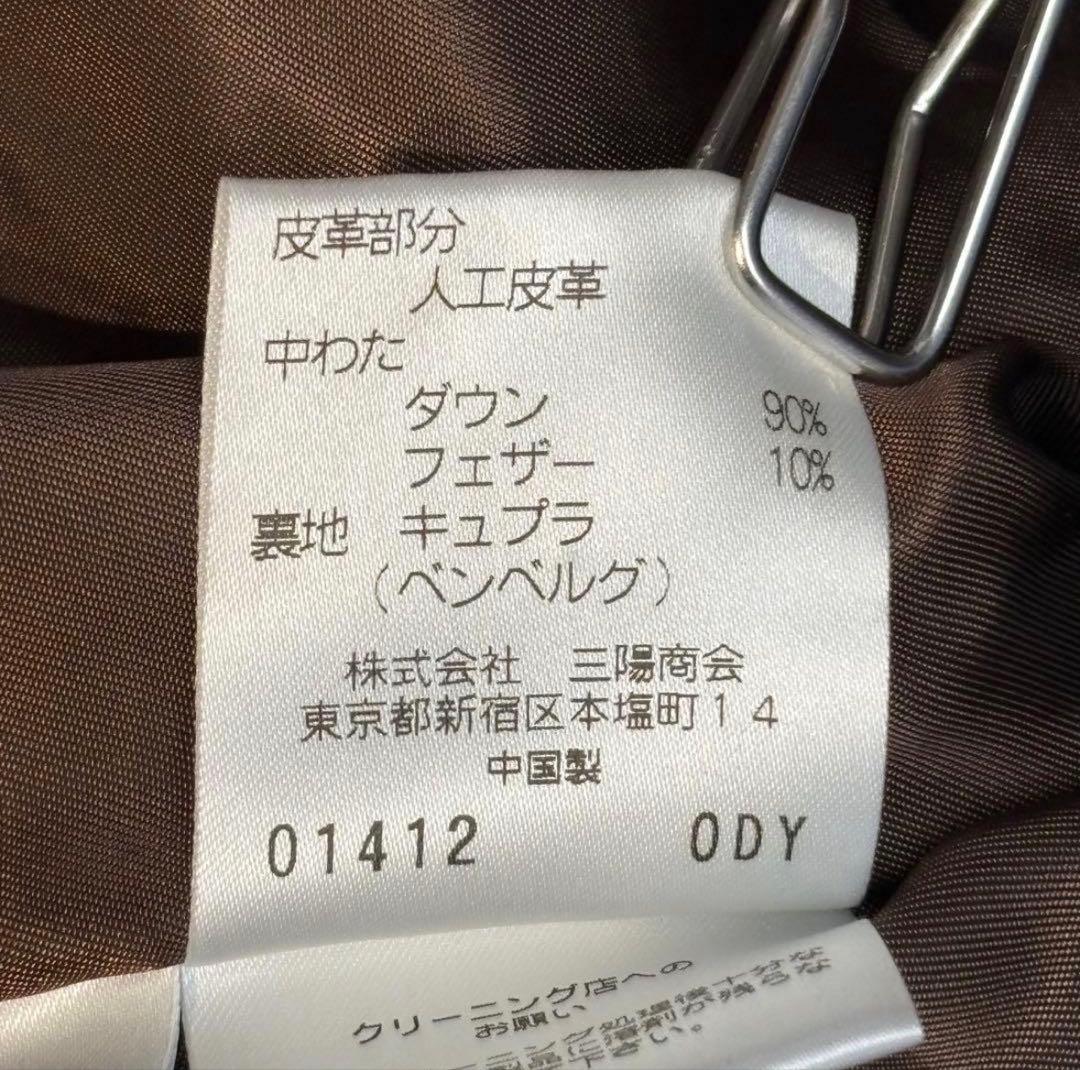 皮革部分
人工皮革
中わた
ダウン 90%
フェザー 10%
裏地 キュプラ
(ベンベルグ)
株式会社 三陽商会
東京都新宿区本塩町14
中国製
01412 0DY
クリーニング店への
お願い